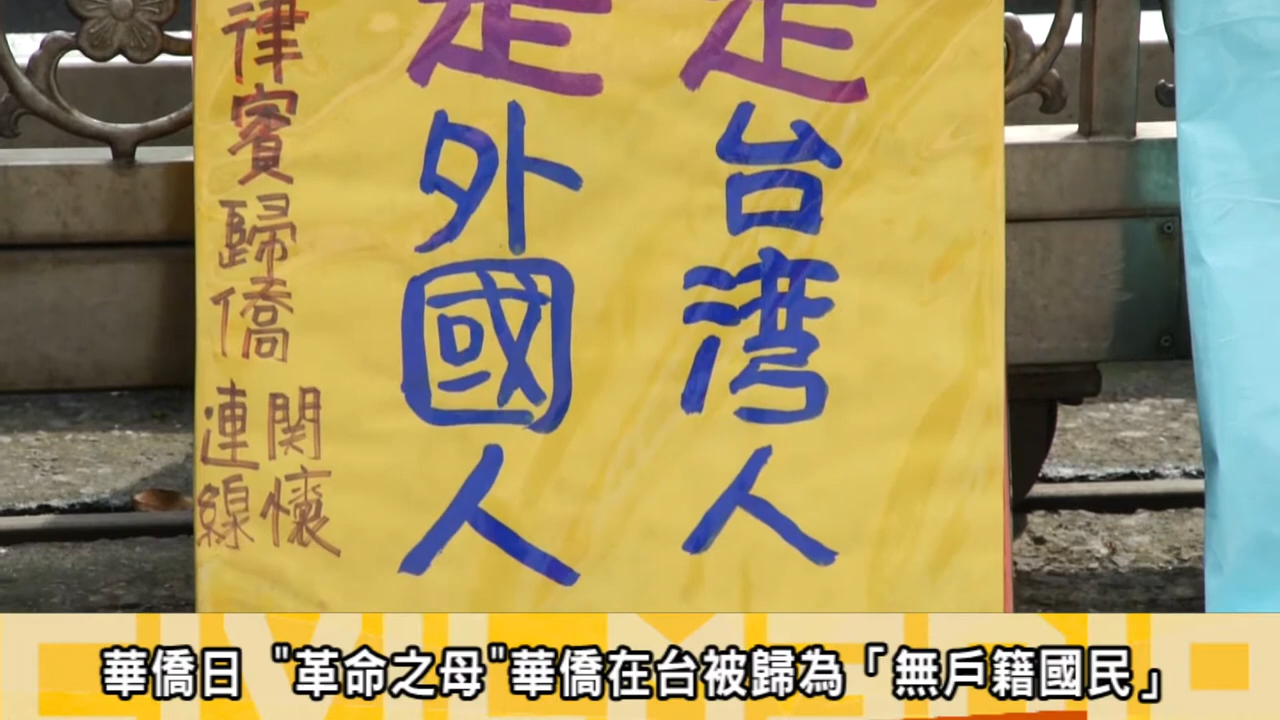 是台湾人
是外國人
律賓歸僑
関懷
連線
華僑日 "革命之母"華僑在台被歸為「無戶籍國民」